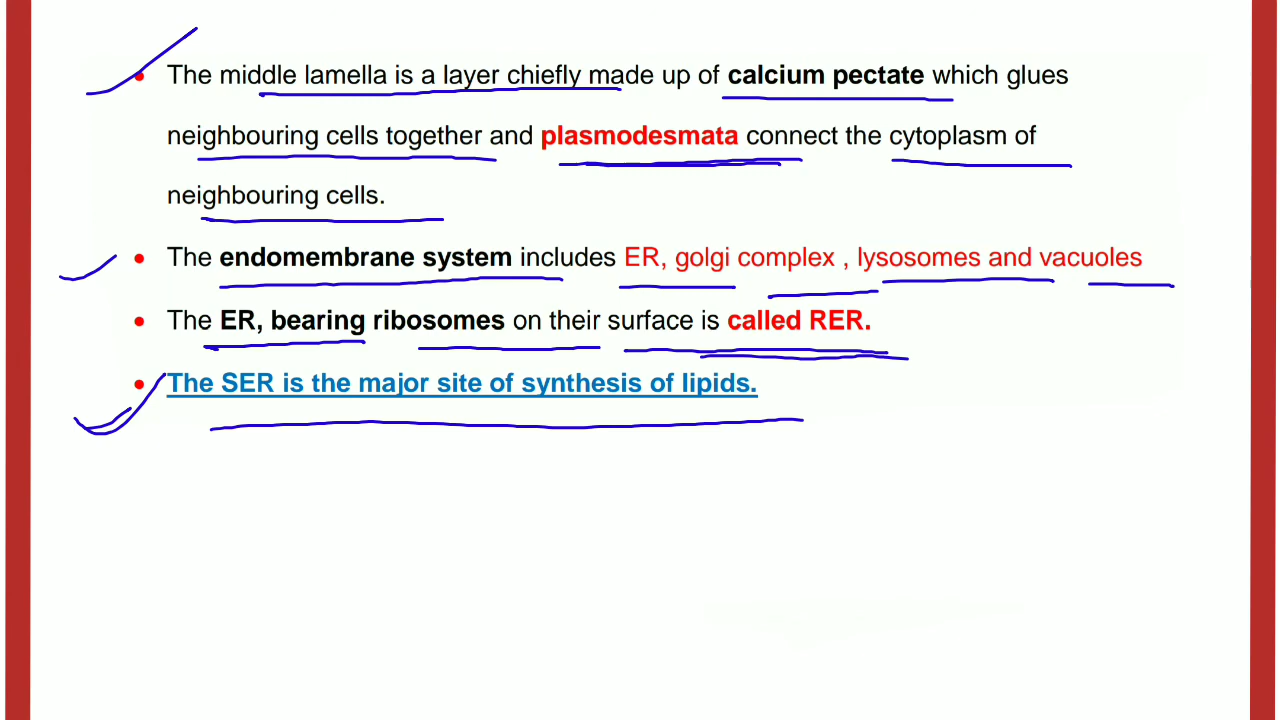 • The middle lamella is a layer chiefly made up of calcium pectate which glues
neighbouring cells together and plasmodesmata connect the cytoplasm of
neighbouring cells.
• The endomembrane system includes ER, golgi complex , lysosomes and vacuoles
• The ER, bearing ribosomes on their surface is called RER.
• The SER is the major site of synthesis of lipids.